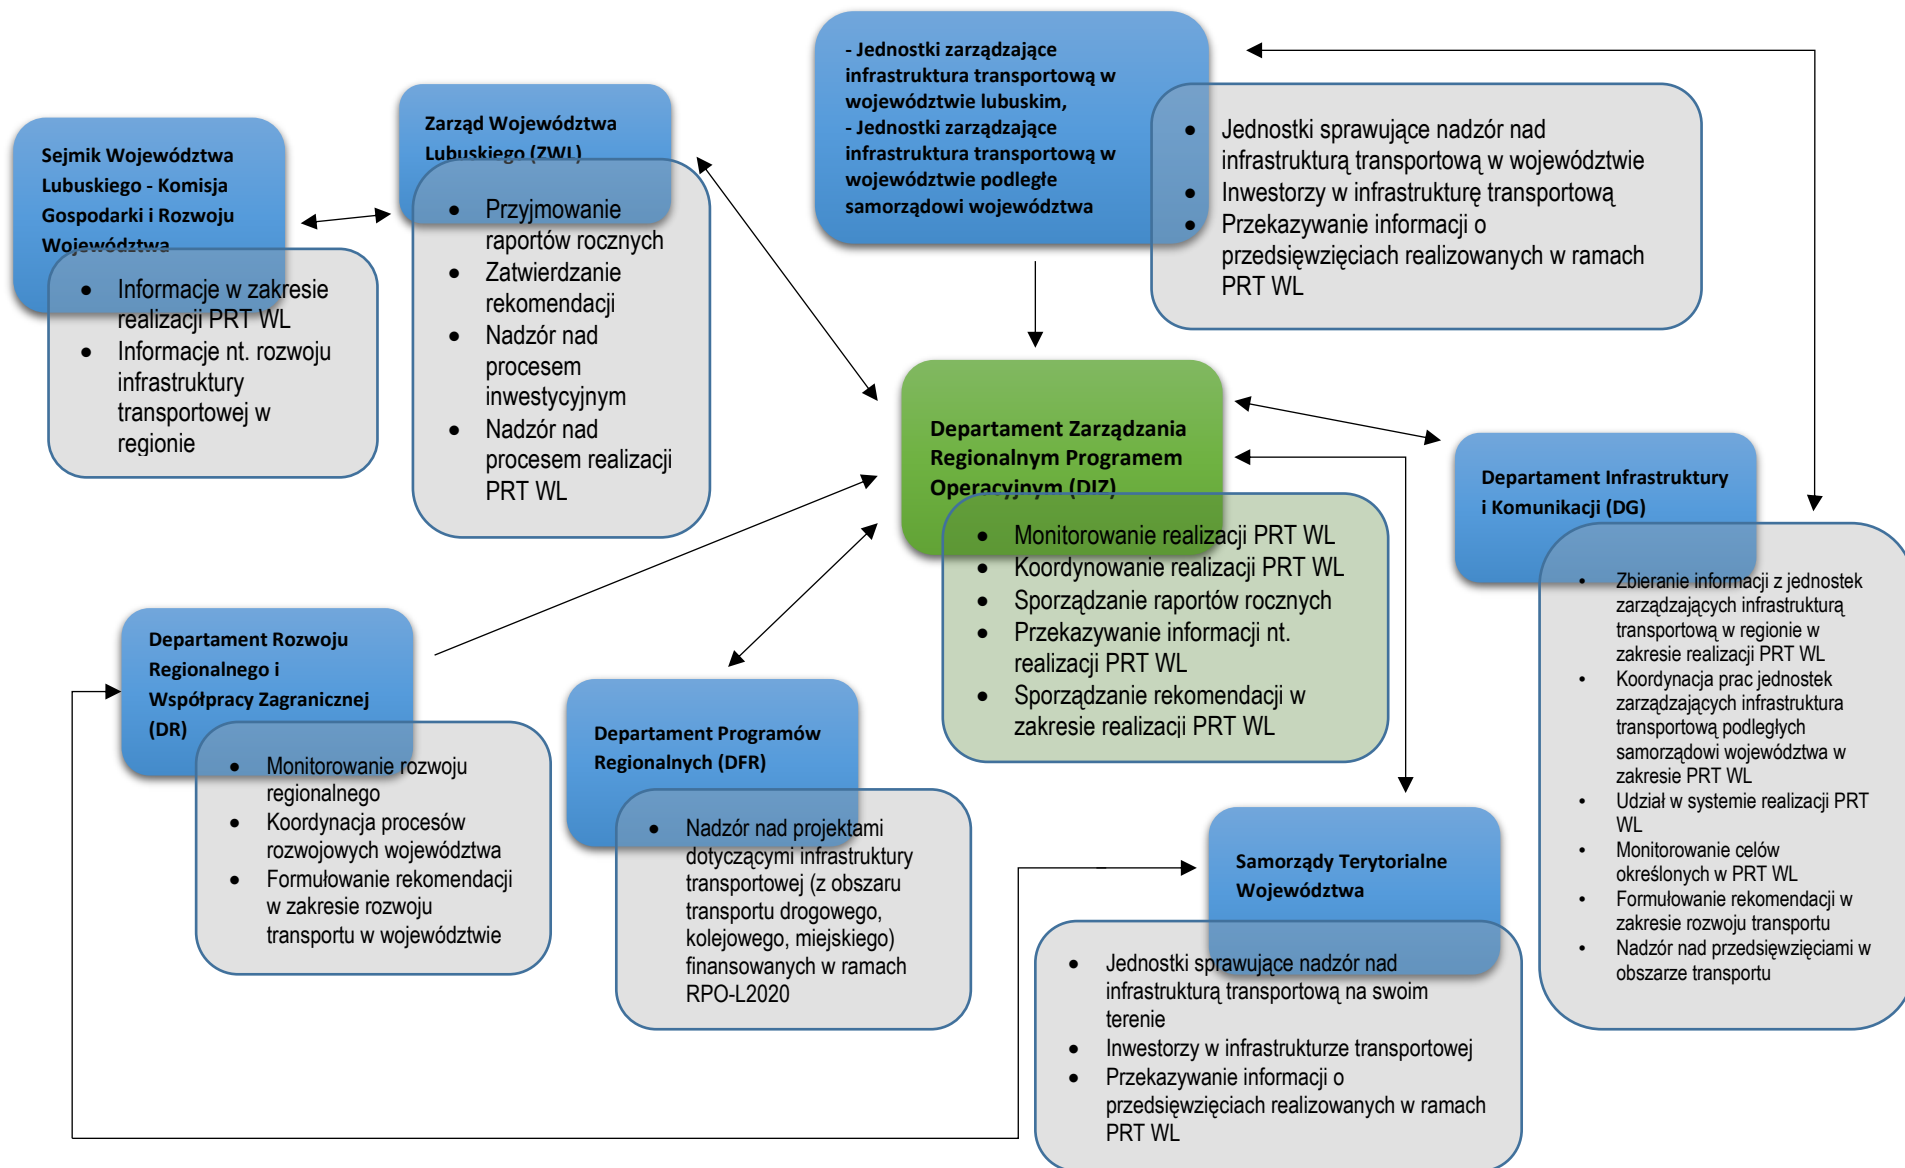 Sejmik Województwa
Lubuskiego - Komisja
Gospodarki i Rozwoju
Województwa
• Informacje w zakresie
realizacji PRT WL
• Informacje nt. rozwoju
infrastruktury
transportowej w
regionie
Zarząd Województwa
Lubuskiego (ZWL)
• Przyjmowanie
raportów rocznych
• Zatwierdzanie
rekomendacji
• Nadzór nad
procesem
inwestycyjnym
• Nadzór nad
procesem realizacji
PRT WL
- Jednostki zarządzające
infrastruktura transportową w
województwie lubuskim,
- Jednostki zarządzające
infrastruktura transportową w
województwie podległe
samorządowi województwa
• Jednostki sprawujące nadzór nad
infrastrukturą transportową w województwie
• Inwestorzy w infrastrukturę transportową
• Przekazywanie informacji o
przedsięwzięciach realizowanych w ramach
PRT WL
Departament Zarządzania
Regionalnym Programem
Operacyjnym (DIZ)
• Monitorowanie realizacji PRT WL
• Koordynowanie realizacji PRT WL
• Sporządzanie raportów rocznych
• Przekazywanie informacji nt.
realizacji PRT WL
• Sporządzanie rekomendacji w
zakresie realizacji PRT WL
Departament Infrastruktury
i Komunikacji (DG)
• Zbieranie informacji z jednostek
zarządzających infrastrukturą
transportową w regionie w
zakresie realizacji PRT WL
• Koordynacja prac jednostek
zarządzających infrastruktura
transportową podległych
samorządowi województwa w
zakresie PRT WL
• Udział w systemie realizacji PRT
WL
• Monitorowanie celów
określonych w PRT WL
• Formułowanie rekomendacji w
zakresie rozwoju transportu
• Nadzór nad przedsięwzięciami w
obszarze transportu
Departament Rozwoju
Regionalnego i
Współpracy Zagranicznej
(DR)
• Monitorowanie rozwoju
regionalnego
• Koordynacja procesów
rozwojowych województwa
• Formułowanie rekomendacji
w zakresie rozwoju
transportu w województwie
Departament Programów
Regionalnych (DFR)
• Nadzór nad projektami
dotyczącymi infrastruktury
transportowej (z obszaru
transportu drogowego,
kolejowego, miejskiego)
finansowanych w ramach
RPO-L2020
Samorządy Terytorialne
Województwa
• Jednostki sprawujące nadzór nad
infrastrukturą transportową na swoim
terenie
• Inwestorzy w infrastrukturze transportowej
• Przekazywanie informacji o
przedsięwzięciach realizowanych w ramach
PRT WL